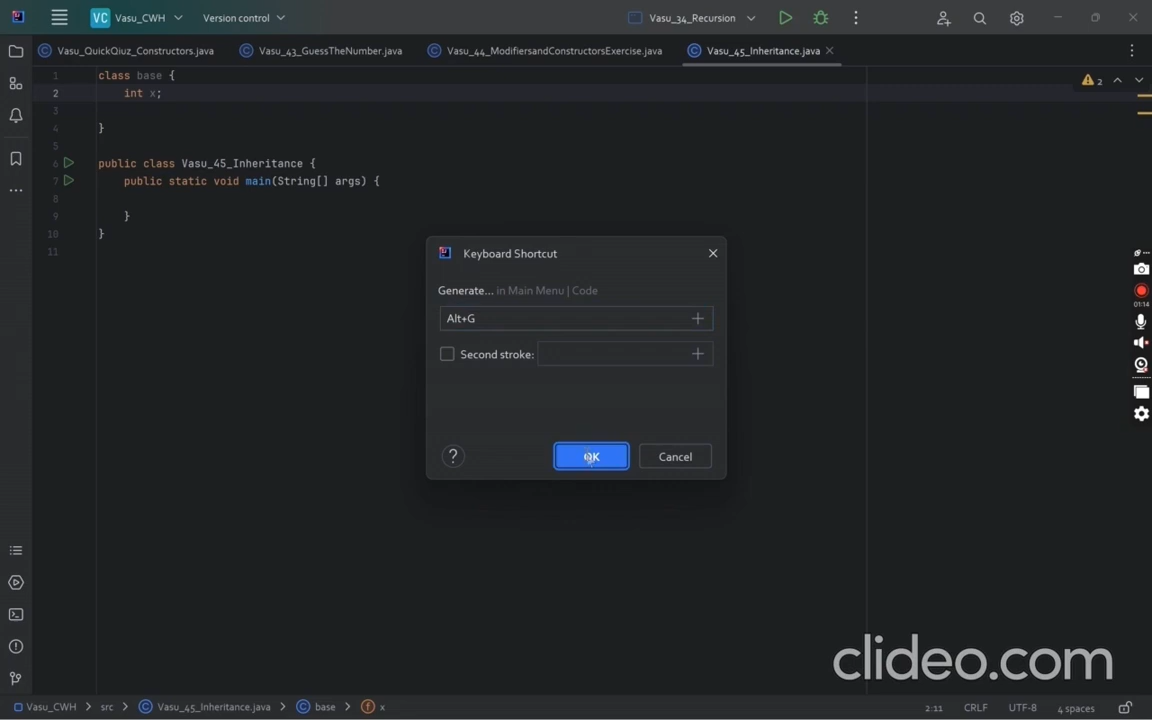 VC Vasu_CWH Version control Vasu_34_Recursion
Vasu_QuickQiuz_Constructors.java Vasu_43_GuessTheNumber.java Vasu_44_ModifiersandConstructorsExercise.java Vasu_45_Inheritance.java
1 class base {
2 int x;
3
4 }
5
6 public class Vasu_45_Inheritance {
7 public static void main(String[] args) {
8
9 }
10 }
11
2
Keyboard Shortcut
Generate... in Main Menu | Code
Alt+G
Second stroke:
? OK Cancel
01:14
clideo.com
Vasu_CWH > src > Vasu_45_Inheritance.java > base > x
2:11 CRLF UTF-8 4 spaces